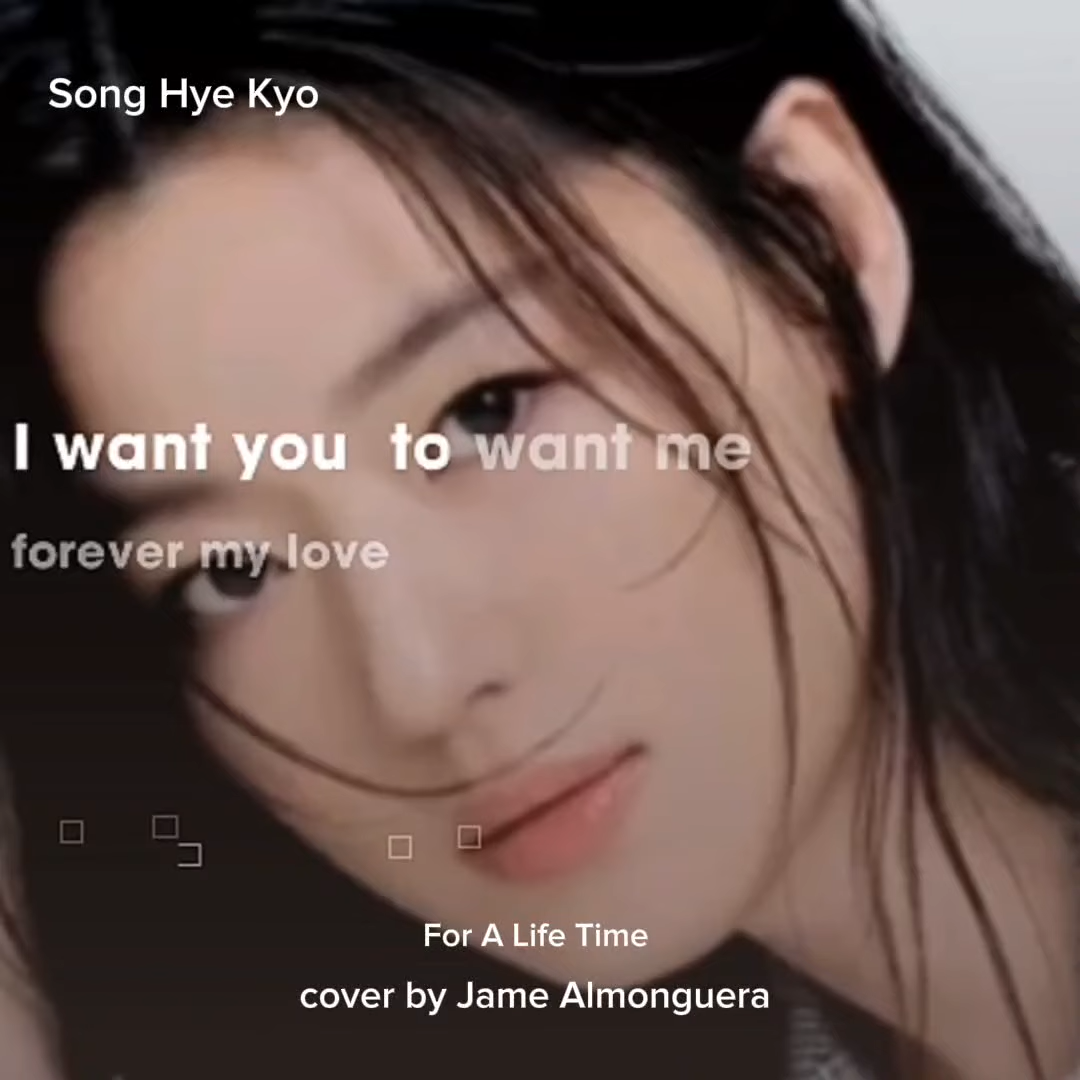 Song Hye Kyo
I want you to want me
forever my love
For A Life Time
cover by Jame Almonguera